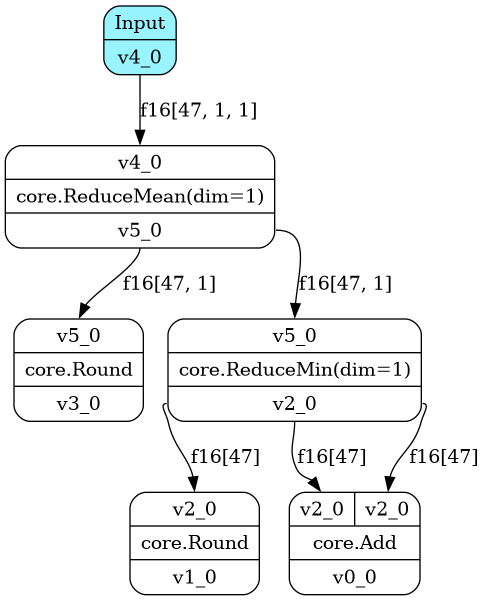 Input
v4_0
f16[47, 1, 1]
v4_0
core.ReduceMean(dim=1)
v5_0
f16[47, 1]
f16[47, 1]
v5_0
core.Round
v3_0
v5_0
core.ReduceMin(dim=1)
v2_0
f16[47]
f16[47]
f16[47]
v2_0
core.Round
v1_0
v2_0 v2_0
core.Add
v0_0